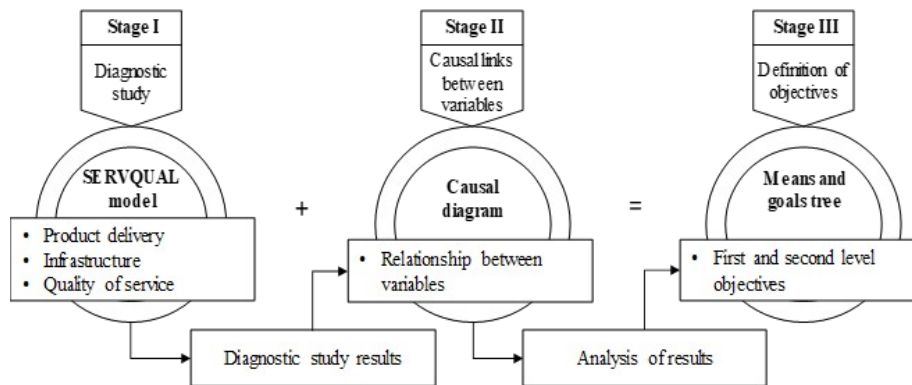 Stage I
Diagnostic
study
SERVQUAL
model
• Product delivery
• Infrastructure
• Quality of service
Diagnostic study results
+
Stage II
Causal links
between
variables
Causal
diagram
• Relationship between
variables
Analysis of results
=
Stage III
Definition of
objectives
Means and
goals tree
• First and second level
objectives